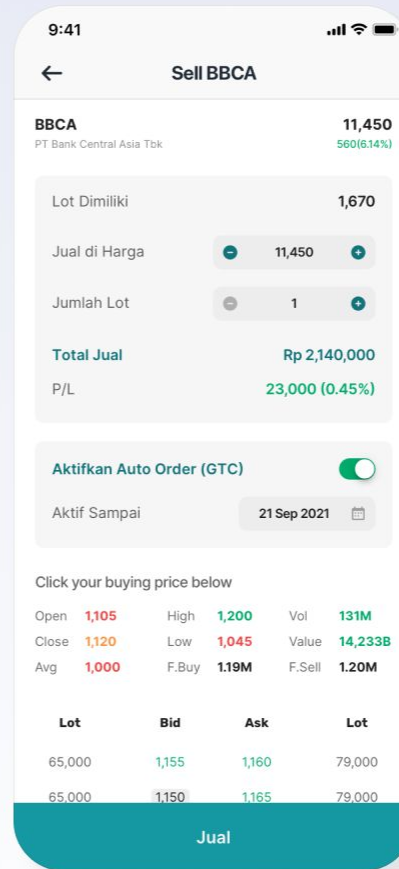 9:41
Sell BBCA
BBCA 11,450
PT Bank Central Asia Tbk 560(6.14%)
Lot Dimiliki 1,670
Jual di Harga 11,450
Jumlah Lot 1
Total Jual Rp 2,140,000
P/L 23,000 (0.45%)
Aktifkan Auto Order (GTC)
Aktif Sampai 21 Sep 2021
Click your buying price below
Open 1,105 High 1,200 Vol 131M
Close 1,120 Low 1,045 Value 14,233B
Avg 1,000 F.Buy 1.19M F.Sell 1.20M
Lot Bid Ask Lot
65,000 1,155 1,160 79,000
65,000 1,150 1,165 79,000
Jual